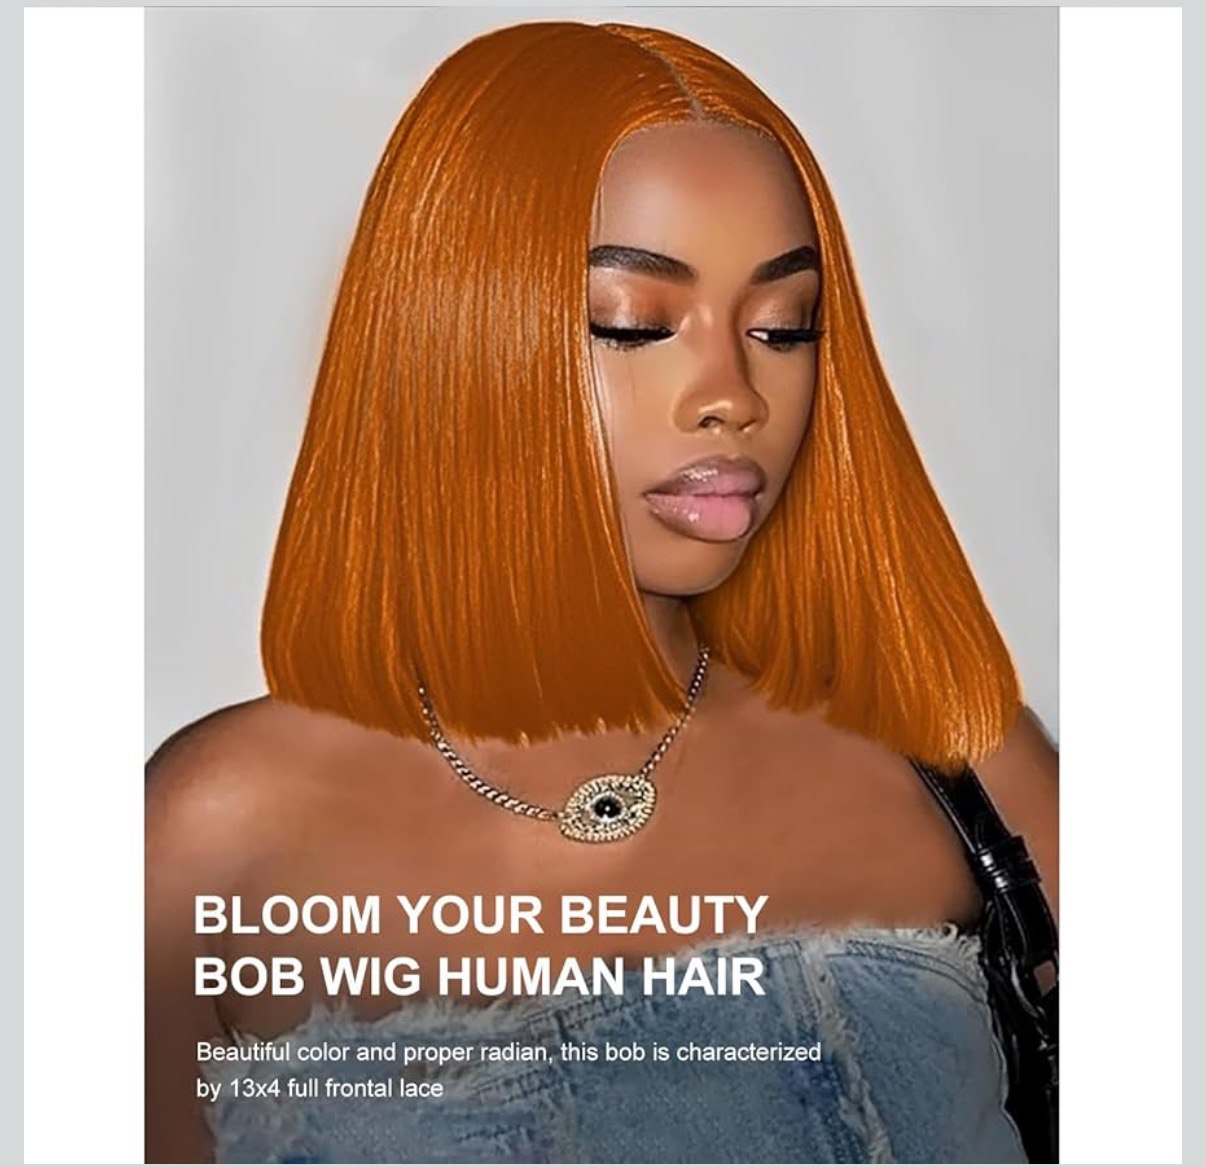 BLOOM YOUR BEAUTY
BOB WIG HUMAN HAIR
Beautiful color and proper radian, this bob is characterized
by 13x4 full frontal lace